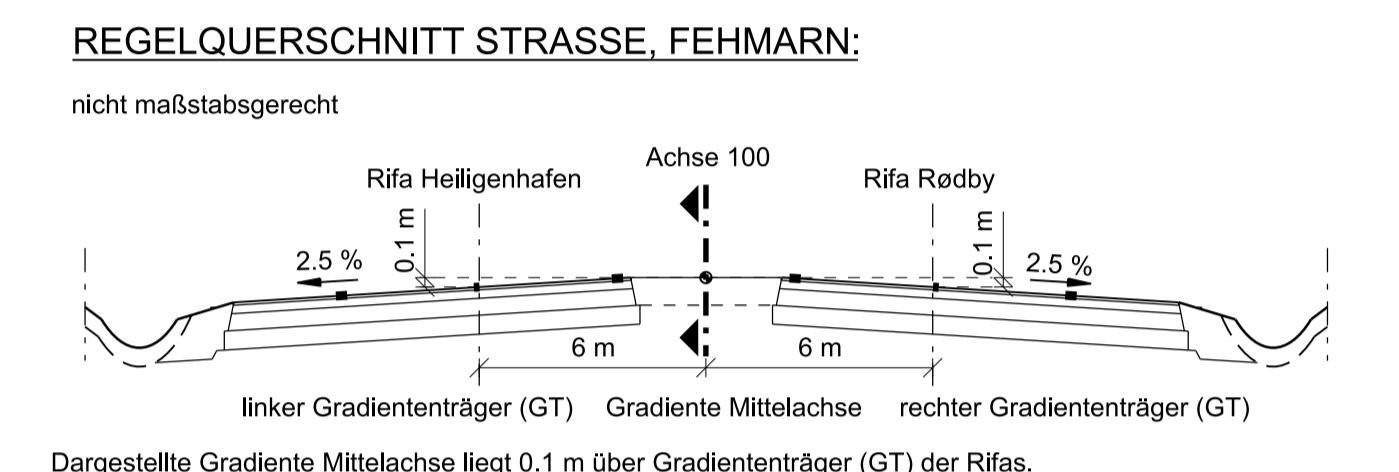 REGELQUERSCHNITT STRASSE, FEHMARN:
nicht maßstabsgerecht
Achse 100
Rifa Heiligenhafen
Rifa Rødby
0.1 m
0.1 m
2.5 %
2.5 %
6 m
6 m
linker Gradiententräger (GT)
Gradiente Mittelachse
rechter Gradiententräger (GT)
Dargestellte Gradiente Mittelachse liegt 0.1 m über Gradiententräger (GT) der Rifas.